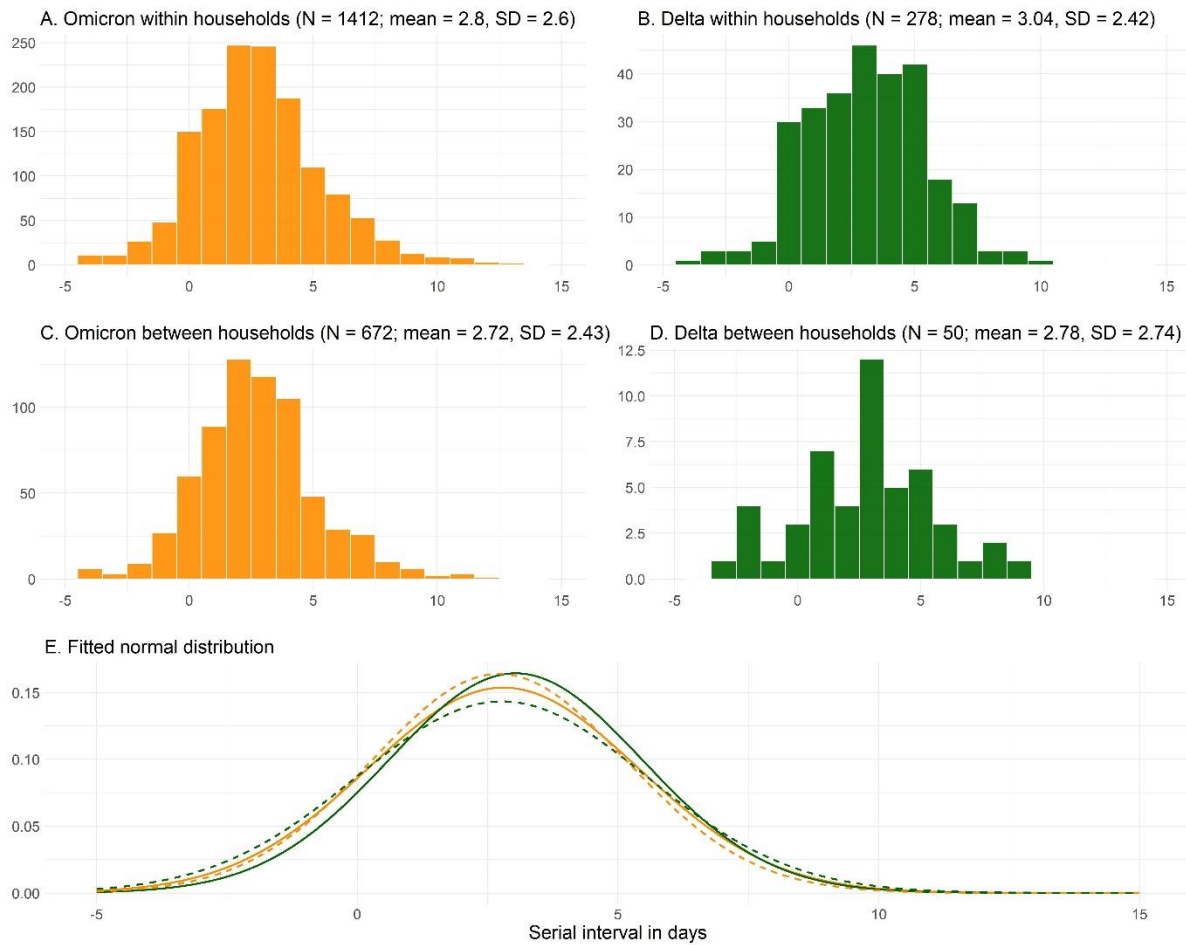 A. Omicron within households (N = 1412; mean = 2.8, SD = 2.6)
250
200
150
100
50
0
-5 0 5 10 15
B. Delta within households (N = 278; mean = 3.04, SD = 2.42)
40
30
20
10
0
-5 0 5 10 15
C. Omicron between households (N = 672; mean = 2.72, SD = 2.43)
100
50
0
-5 0 5 10 15
D. Delta between households (N = 50; mean = 2.78, SD = 2.74)
12.5
10.0
7.5
5.0
2.5
0.0
-5 0 5 10 15
E. Fitted normal distribution
0.15
0.10
0.05
0.00
-5 0 5 10 15
Serial interval in days